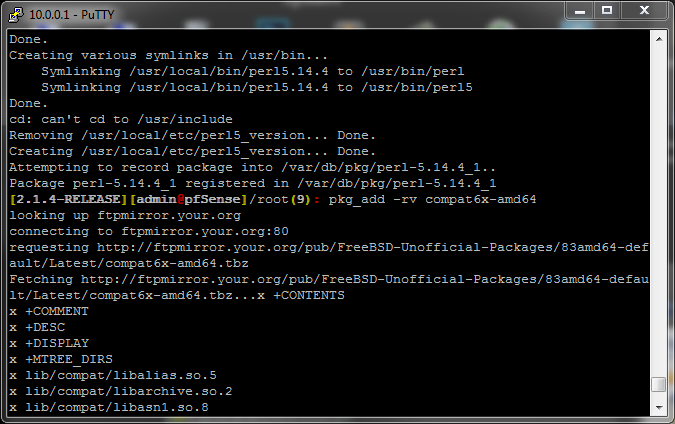 10.0.0.1 - PuTTY
Done.
Creating various symlinks in /usr/bin...
    Symlinking /usr/local/bin/perl5.14.4 to /usr/bin/perl
    Symlinking /usr/local/bin/perl5.14.4 to /usr/bin/perl5
Done.
cd: can't cd to /usr/include
Removing /usr/local/etc/perl5_version... Done.
Creating /usr/local/etc/perl5_version... Done.
Attempting to record package into /var/db/pkg/perl-5.14.4_1..
Package perl-5.14.4_1 registered in /var/db/pkg/perl-5.14.4_1
[2.1.4-RELEASE][admin@pfSense]/root(9): pkg_add -rv compat6x-amd64
looking up ftpmirror.your.org
connecting to ftpmirror.your.org:80
requesting http://ftpmirror.your.org/pub/FreeBSD-Unofficial-Packages/83amd64-def
ault/Latest/compat6x-amd64.tbz
Fetching http://ftpmirror.your.org/pub/FreeBSD-Unofficial-Packages/83amd64-defau
lt/Latest/compat6x-amd64.tbz...x +CONTENTS
x +COMMENT
x +DESC
x +DISPLAY
x +MTREE_DIRS
x lib/compat/libalias.so.5
x lib/compat/libarchive.so.2
x lib/compat/libasn1.so.8